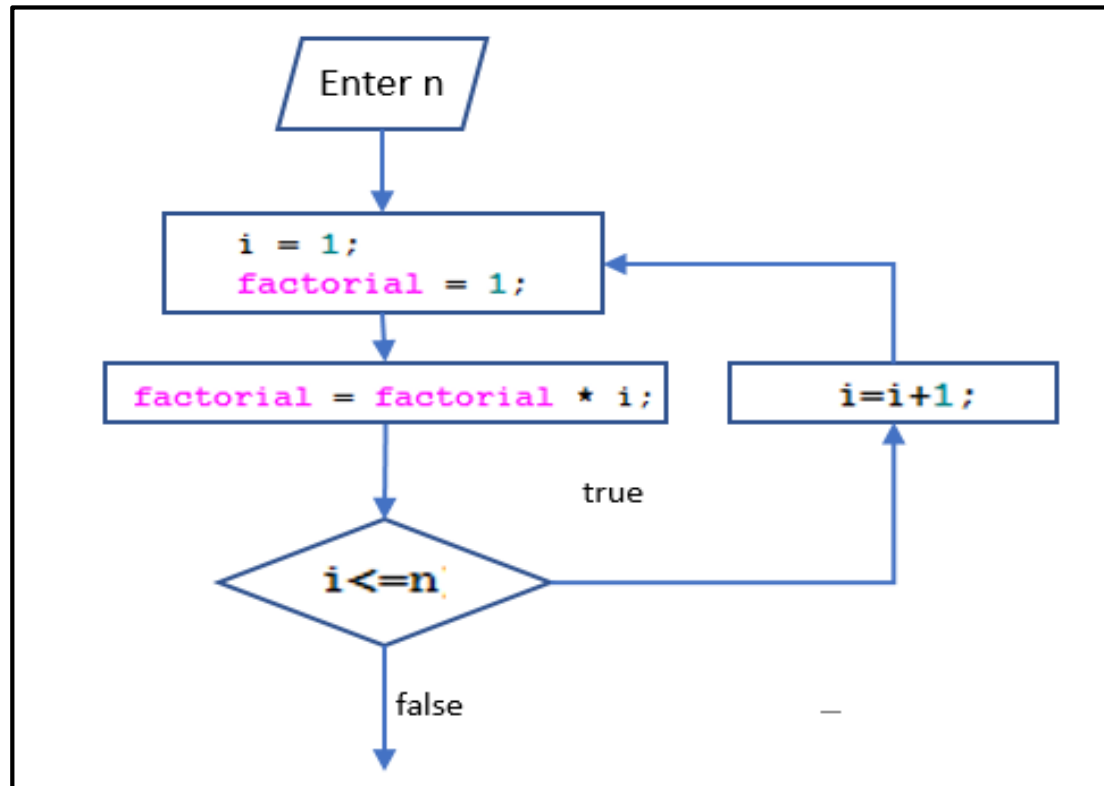 Enter n
i = 1;
factorial = 1;
factorial = factorial * i;
i=i+1;
true
i<=n
false